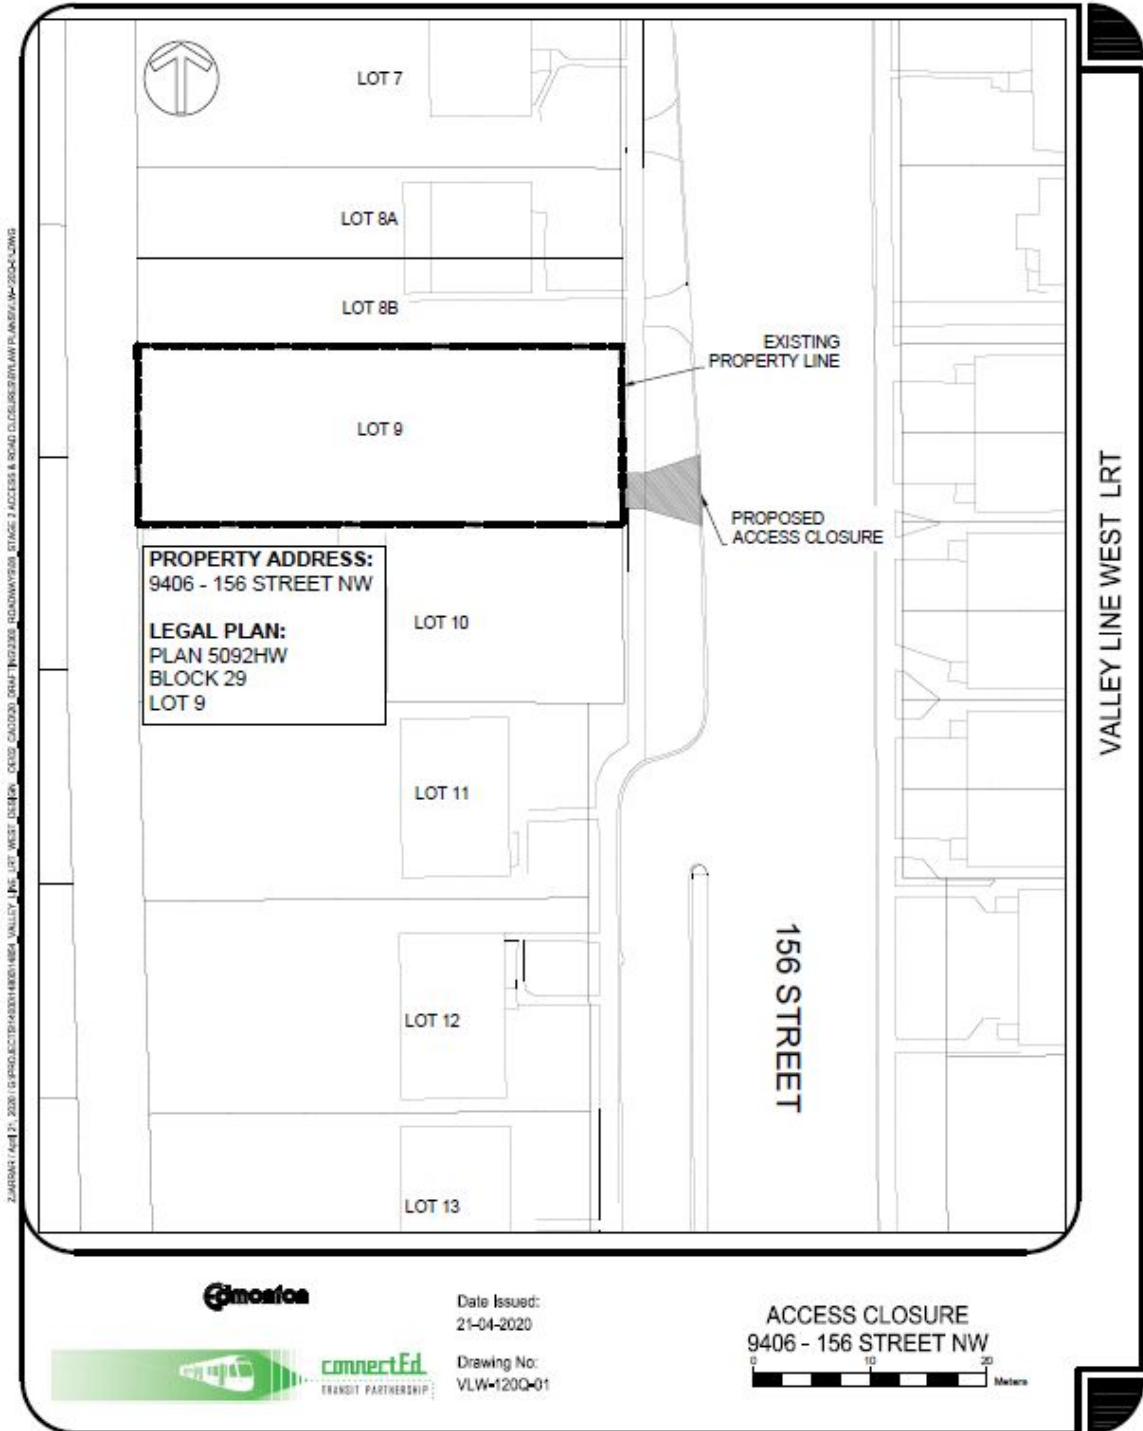 LOT 7
LOT 8A
LOT 8B
EXISTING
PROPERTY LINE
LOT 9
PROPOSED
ACCESS CLOSURE
PROPERTY ADDRESS:
9406 - 156 STREET NW
LEGAL PLAN:
PLAN 5092HW
BLOCK 29
LOT 9
LOT 10
LOT 11
LOT 12
LOT 13
156 STREET
VALLEY LINE WEST LRT
Edmonton
connectEd
TRANSIT PARTNERSHIP
Date Issued:
21-04-2020
Drawing No:
VLW-120Q-01
ACCESS CLOSURE
9406 - 156 STREET NW
0 10 20
Meters